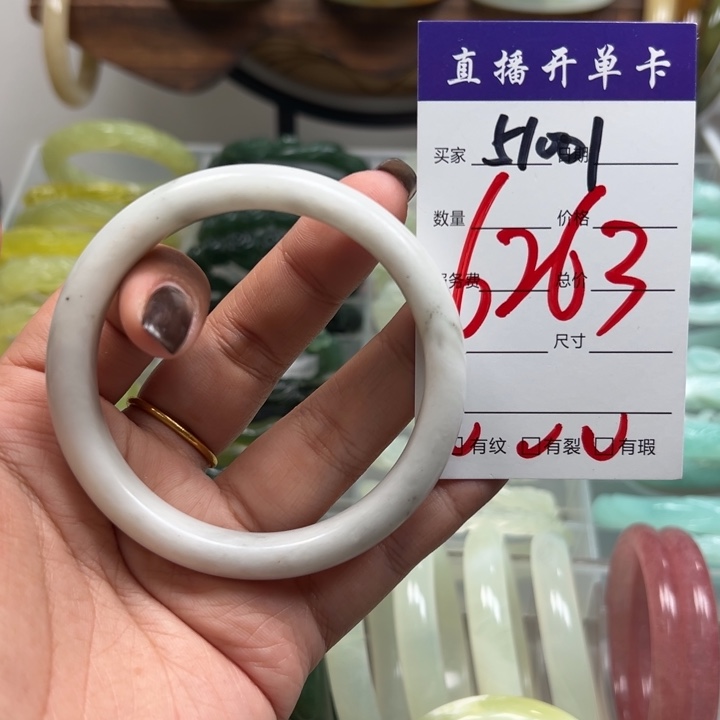 直播开单卡
买家 51001 日期
数量 价格
6263
服务费 总价
尺寸
有纹 有裂 有瑕